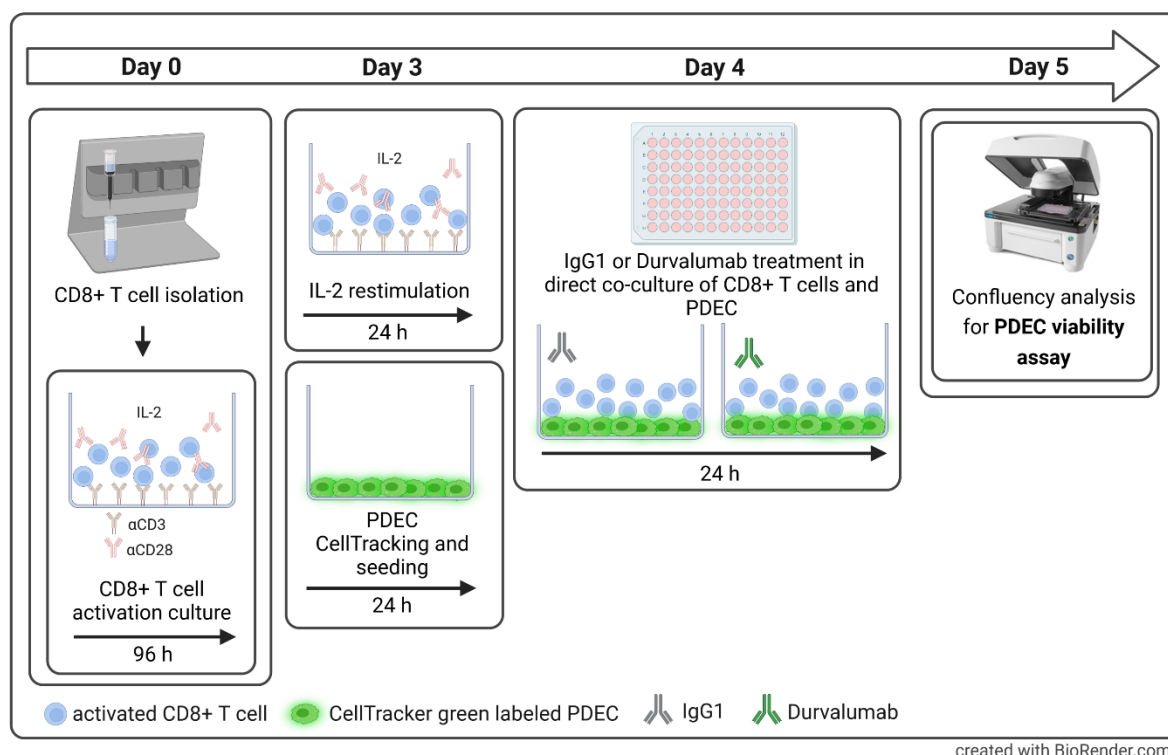 Day 0
Day 3
Day 4
Day 5
CD8+ T cell isolation
IL-2
αCD3
αCD28
CD8+ T cell
activation culture
96 h
IL-2
IL-2 restimulation
24 h
PDEC
CellTracking and
seeding
24 h
IgG1 or Durvalumab treatment in
direct co-culture of CD8+ T cells and
PDEC
24 h
Confluency analysis
for PDEC viability
assay
activated CD8+ T cell
CellTracker green labeled PDEC
IgG1
Durvalumab
created with BioRender.com